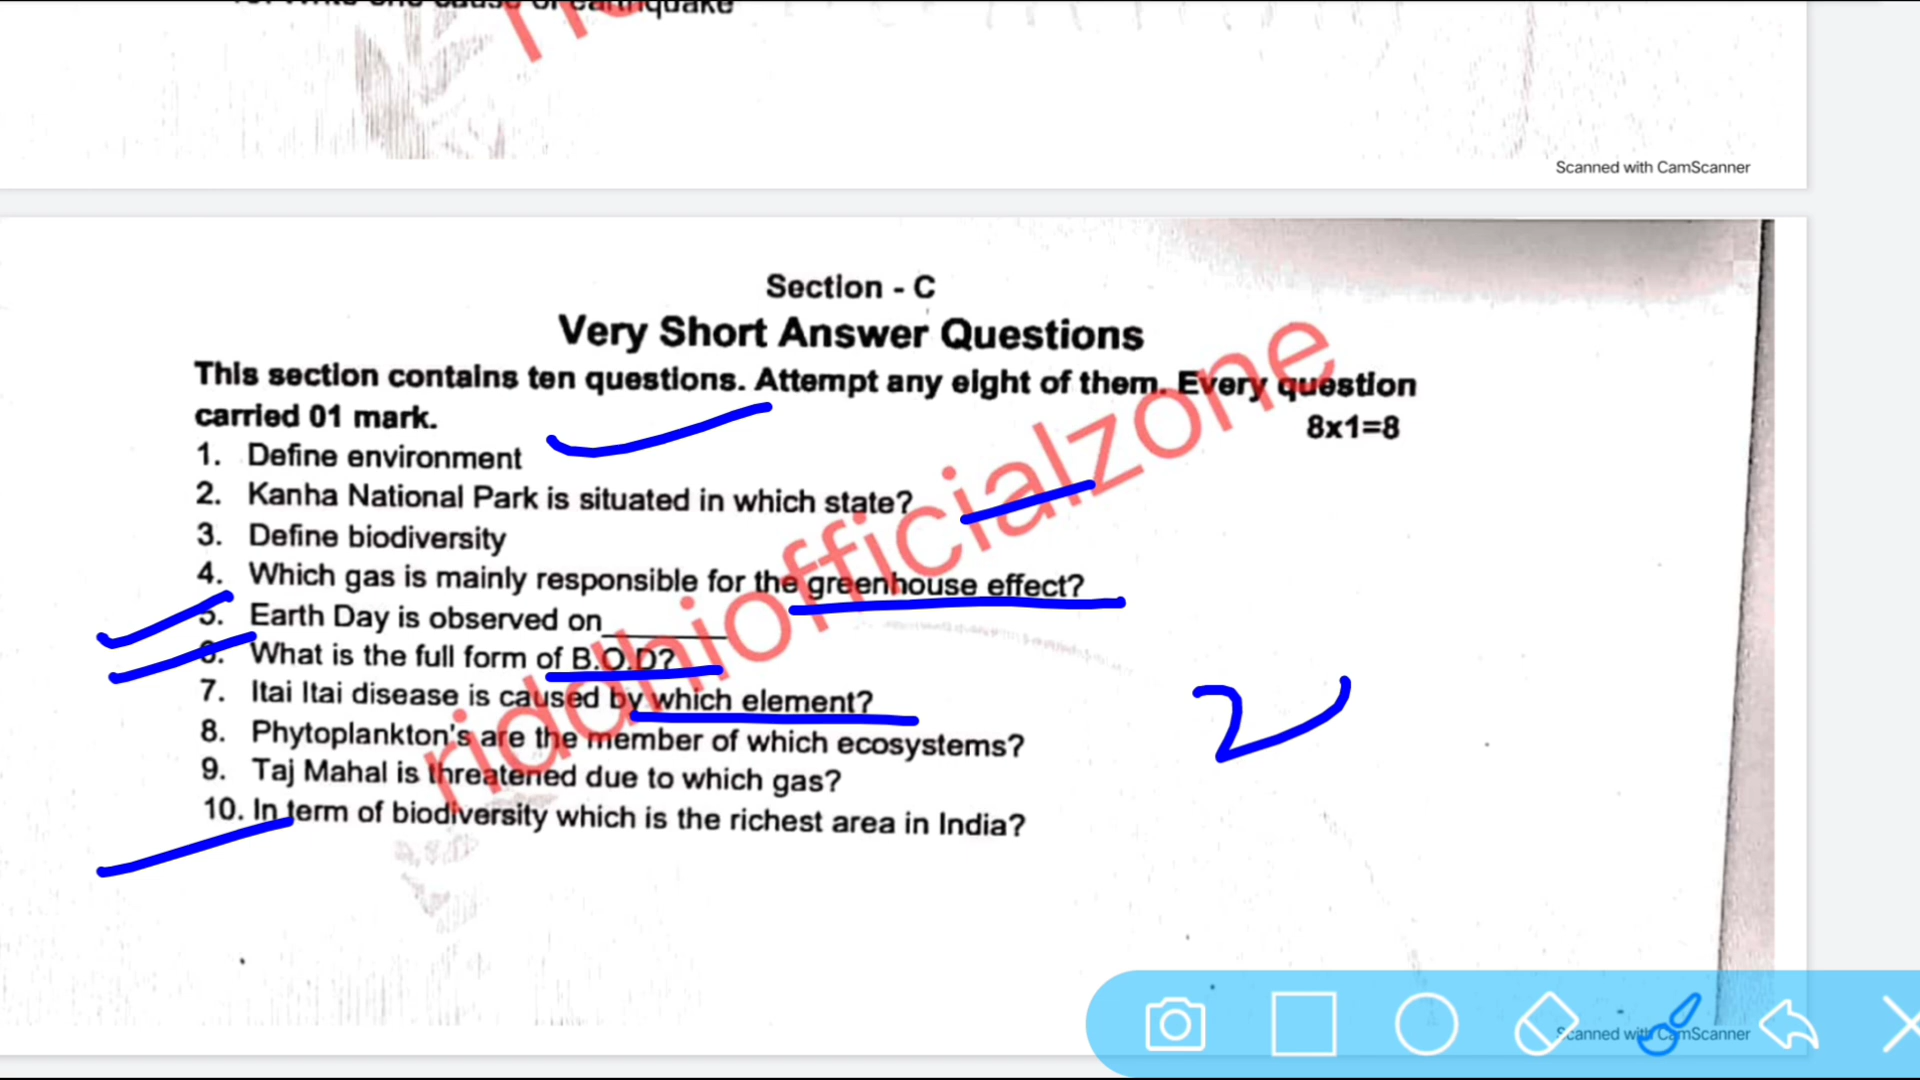 earthquake
Scanned with CamScanner
Section - C
Very Short Answer Questions
This section contains ten questions. Attempt any eight of them. Every question
carried 01 mark.
8x1=8
1. Define environment
2. Kanha National Park is situated in which state?
3. Define biodiversity
4. Which gas is mainly responsible for the greenhouse effect?
5. Earth Day is observed on________
6. What is the full form of B.O.D?
7. Itai Itai disease is caused by which element?
8. Phytoplankton's are the member of which ecosystems?
9. Taj Mahal is threatened due to which gas?
10. In term of biodiversity which is the richest area in India?
riddhiofficialzone
Scanned with CamScanner